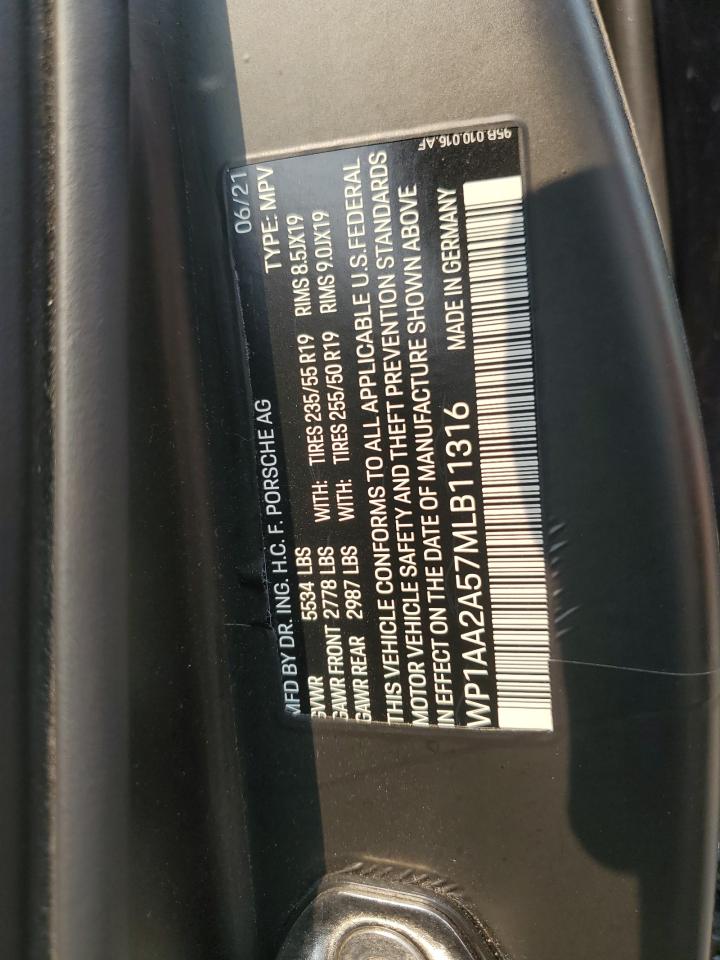 MFD BY DR. ING. H.C. F. PORSCHE AG 06/21
TYPE: MPV
GVWR 5534 LBS
GAWR FRONT 2778 LBS WITH: TIRES 235/55 R19 RIMS 8.5JX19
GAWR REAR 2987 LBS WITH: TIRES 255/50 R19 RIMS 9.0JX19
THIS VEHICLE CONFORMS TO ALL APPLICABLE U.S.FEDERAL
MOTOR VEHICLE SAFETY AND THEFT PREVENTION STANDARDS
IN EFFECT ON THE DATE OF MANUFACTURE SHOWN ABOVE
WP1AA2A57MLB11316 MADE IN GERMANY
95B.010.016.AF